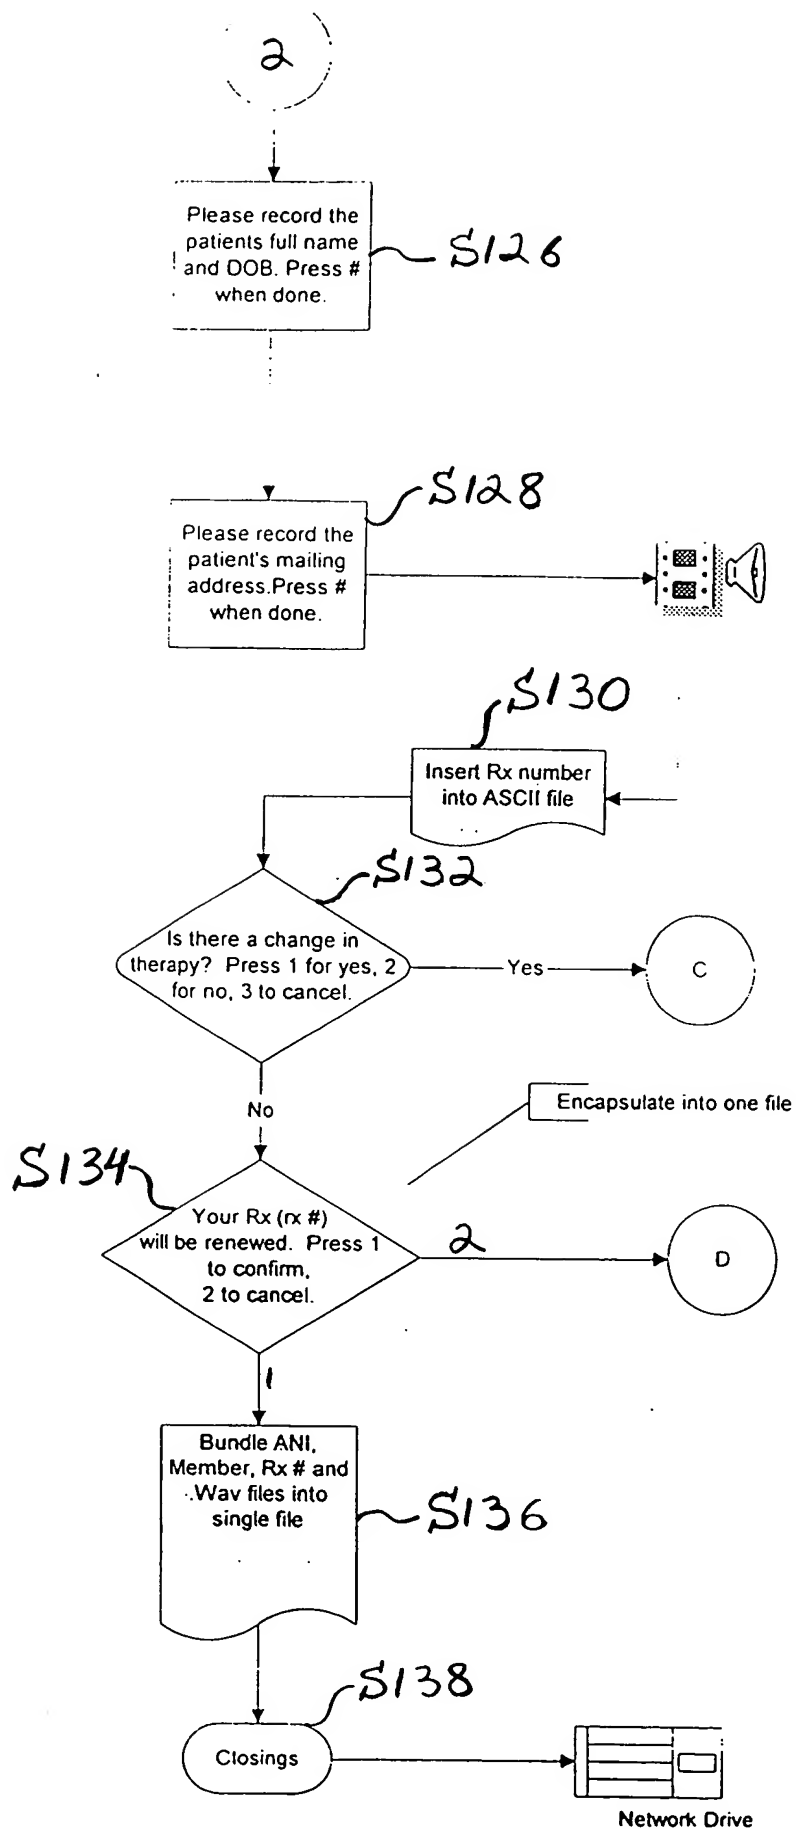 2
Please record the
patients full name
and DOB. Press #
when done.
S126
S128
Please record the
patient's mailing
address.Press #
when done.
S130
Insert Rx number
into ASCII file
S132
Is there a change in
therapy? Press 1 for yes, 2
for no, 3 to cancel.
Yes
C
No
Encapsulate into one file
S134
Your Rx (rx #)
will be renewed. Press 1
to confirm,
2 to cancel.
2
D
1
Bundle ANI,
Member, Rx # and
.Wav files into
single file
S136
S138
Closings
Network Drive